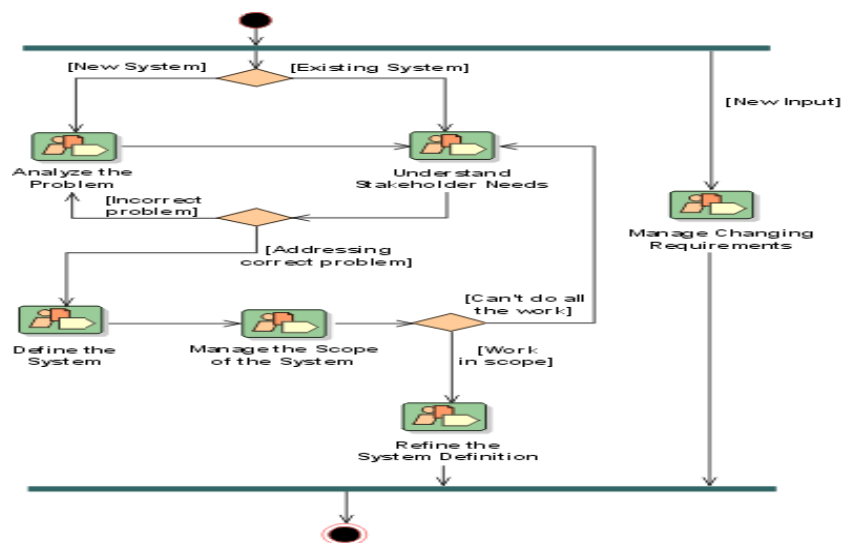 [New System]
[Existing System]
[New Input]
Analyze the
Problem
Understand
Stakeholder Needs
[Incorrect
problem]
Manage Changing
Requirements
[Addressing
correct problem]
[Can't do all
the work]
Define the
System
Manage the Scope
of the System
[Work
in scope]
Refine the
System Definition